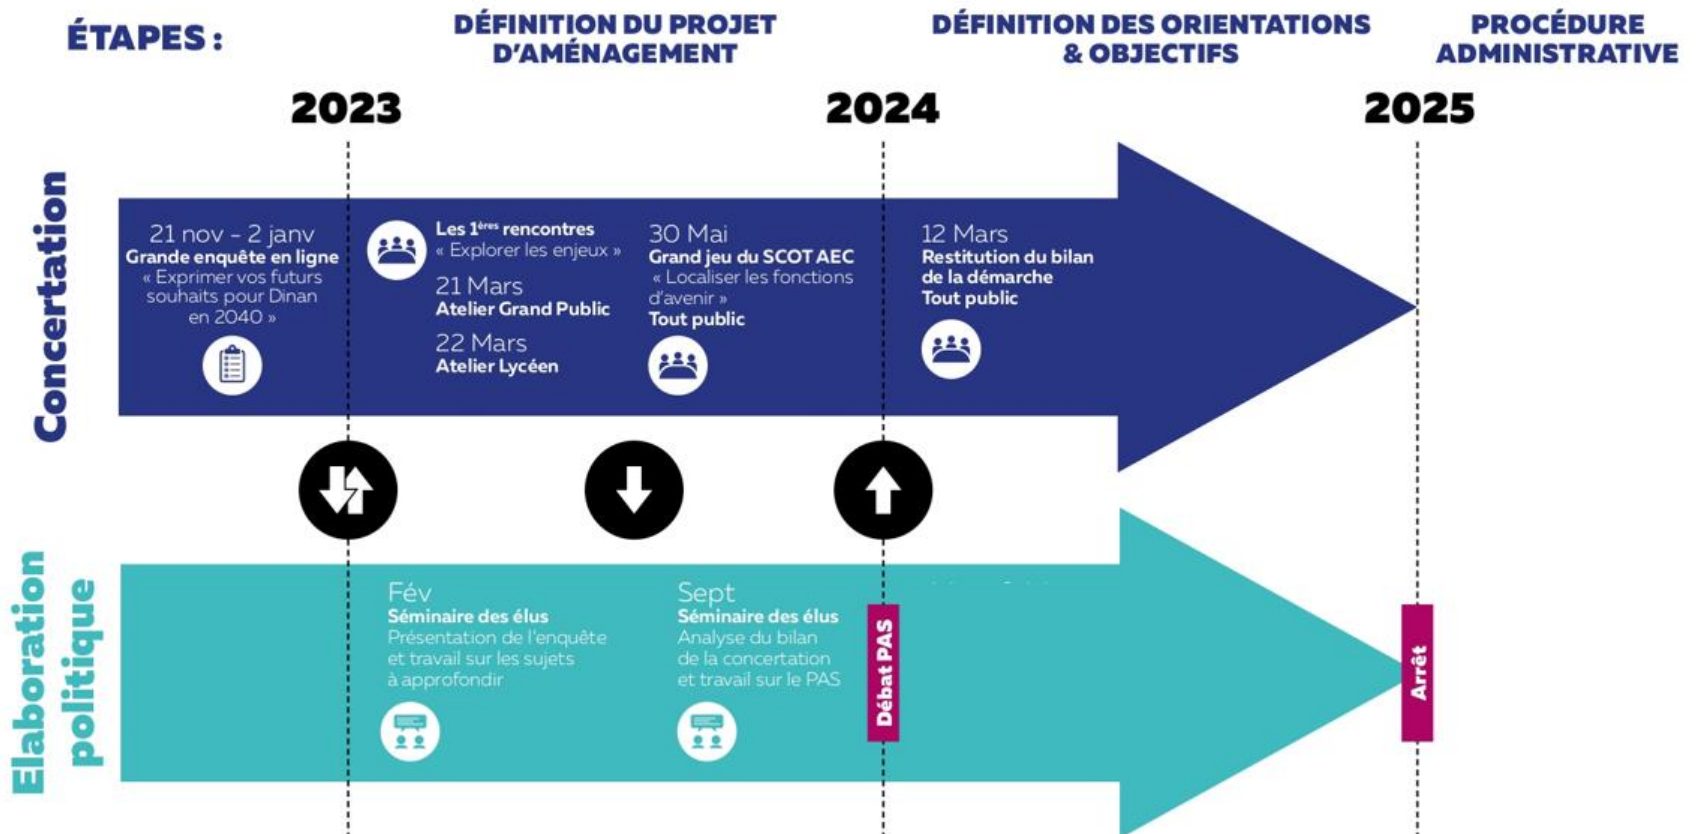 ÉTAPES :
DÉFINITION DU PROJET
D'AMÉNAGEMENT
DÉFINITION DES ORIENTATIONS
& OBJECTIFS
PROCÉDURE
ADMINISTRATIVE
2023
2024
2025
Concertation
21 nov - 2 janv
Grande enquête en ligne
« Exprimer vos futurs
souhaits pour Dinan
en 2040 »
Les 1ères rencontres
« Explorer les enjeux »
21 Mars
Atelier Grand Public
22 Mars
Atelier Lycéen
30 Mai
Grand jeu du SCOT AEC
« Localiser les fonctions
d'avenir »
Tout public
12 Mars
Restitution du bilan
de la démarche
Tout public
Elaboration
politique
Fév
Séminaire des élus
Présentation de l'enquête
et travail sur les sujets
à approfondir
Sept
Séminaire des élus
Analyse du bilan
de la concertation
et travail sur le PAS
Débat PAS
Arrêt